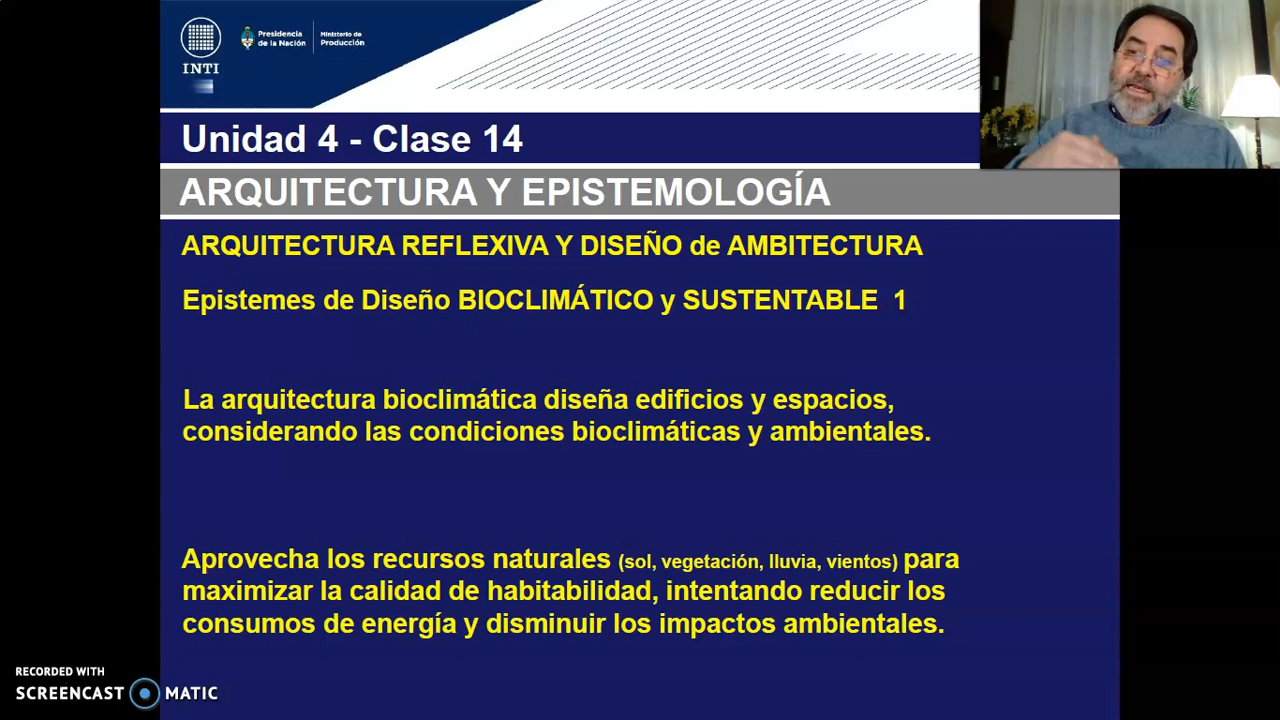 INTI
Presidencia
de la Nación
Ministerio de
Producción
Unidad 4 - Clase 14
ARQUITECTURA Y EPISTEMOLOGÍA
ARQUITECTURA REFLEXIVA Y DISEÑO de AMBITECTURA
Epistemes de Diseño BIOCLIMÁTICO y SUSTENTABLE 1
La arquitectura bioclimática diseña edificios y espacios,
considerando las condiciones bioclimáticas y ambientales.
Aprovecha los recursos naturales (sol, vegetación, lluvia, vientos) para
maximizar la calidad de habitabilidad, intentando reducir los
consumos de energía y disminuir los impactos ambientales.
RECORDED WITH
SCREENCAST MATIC